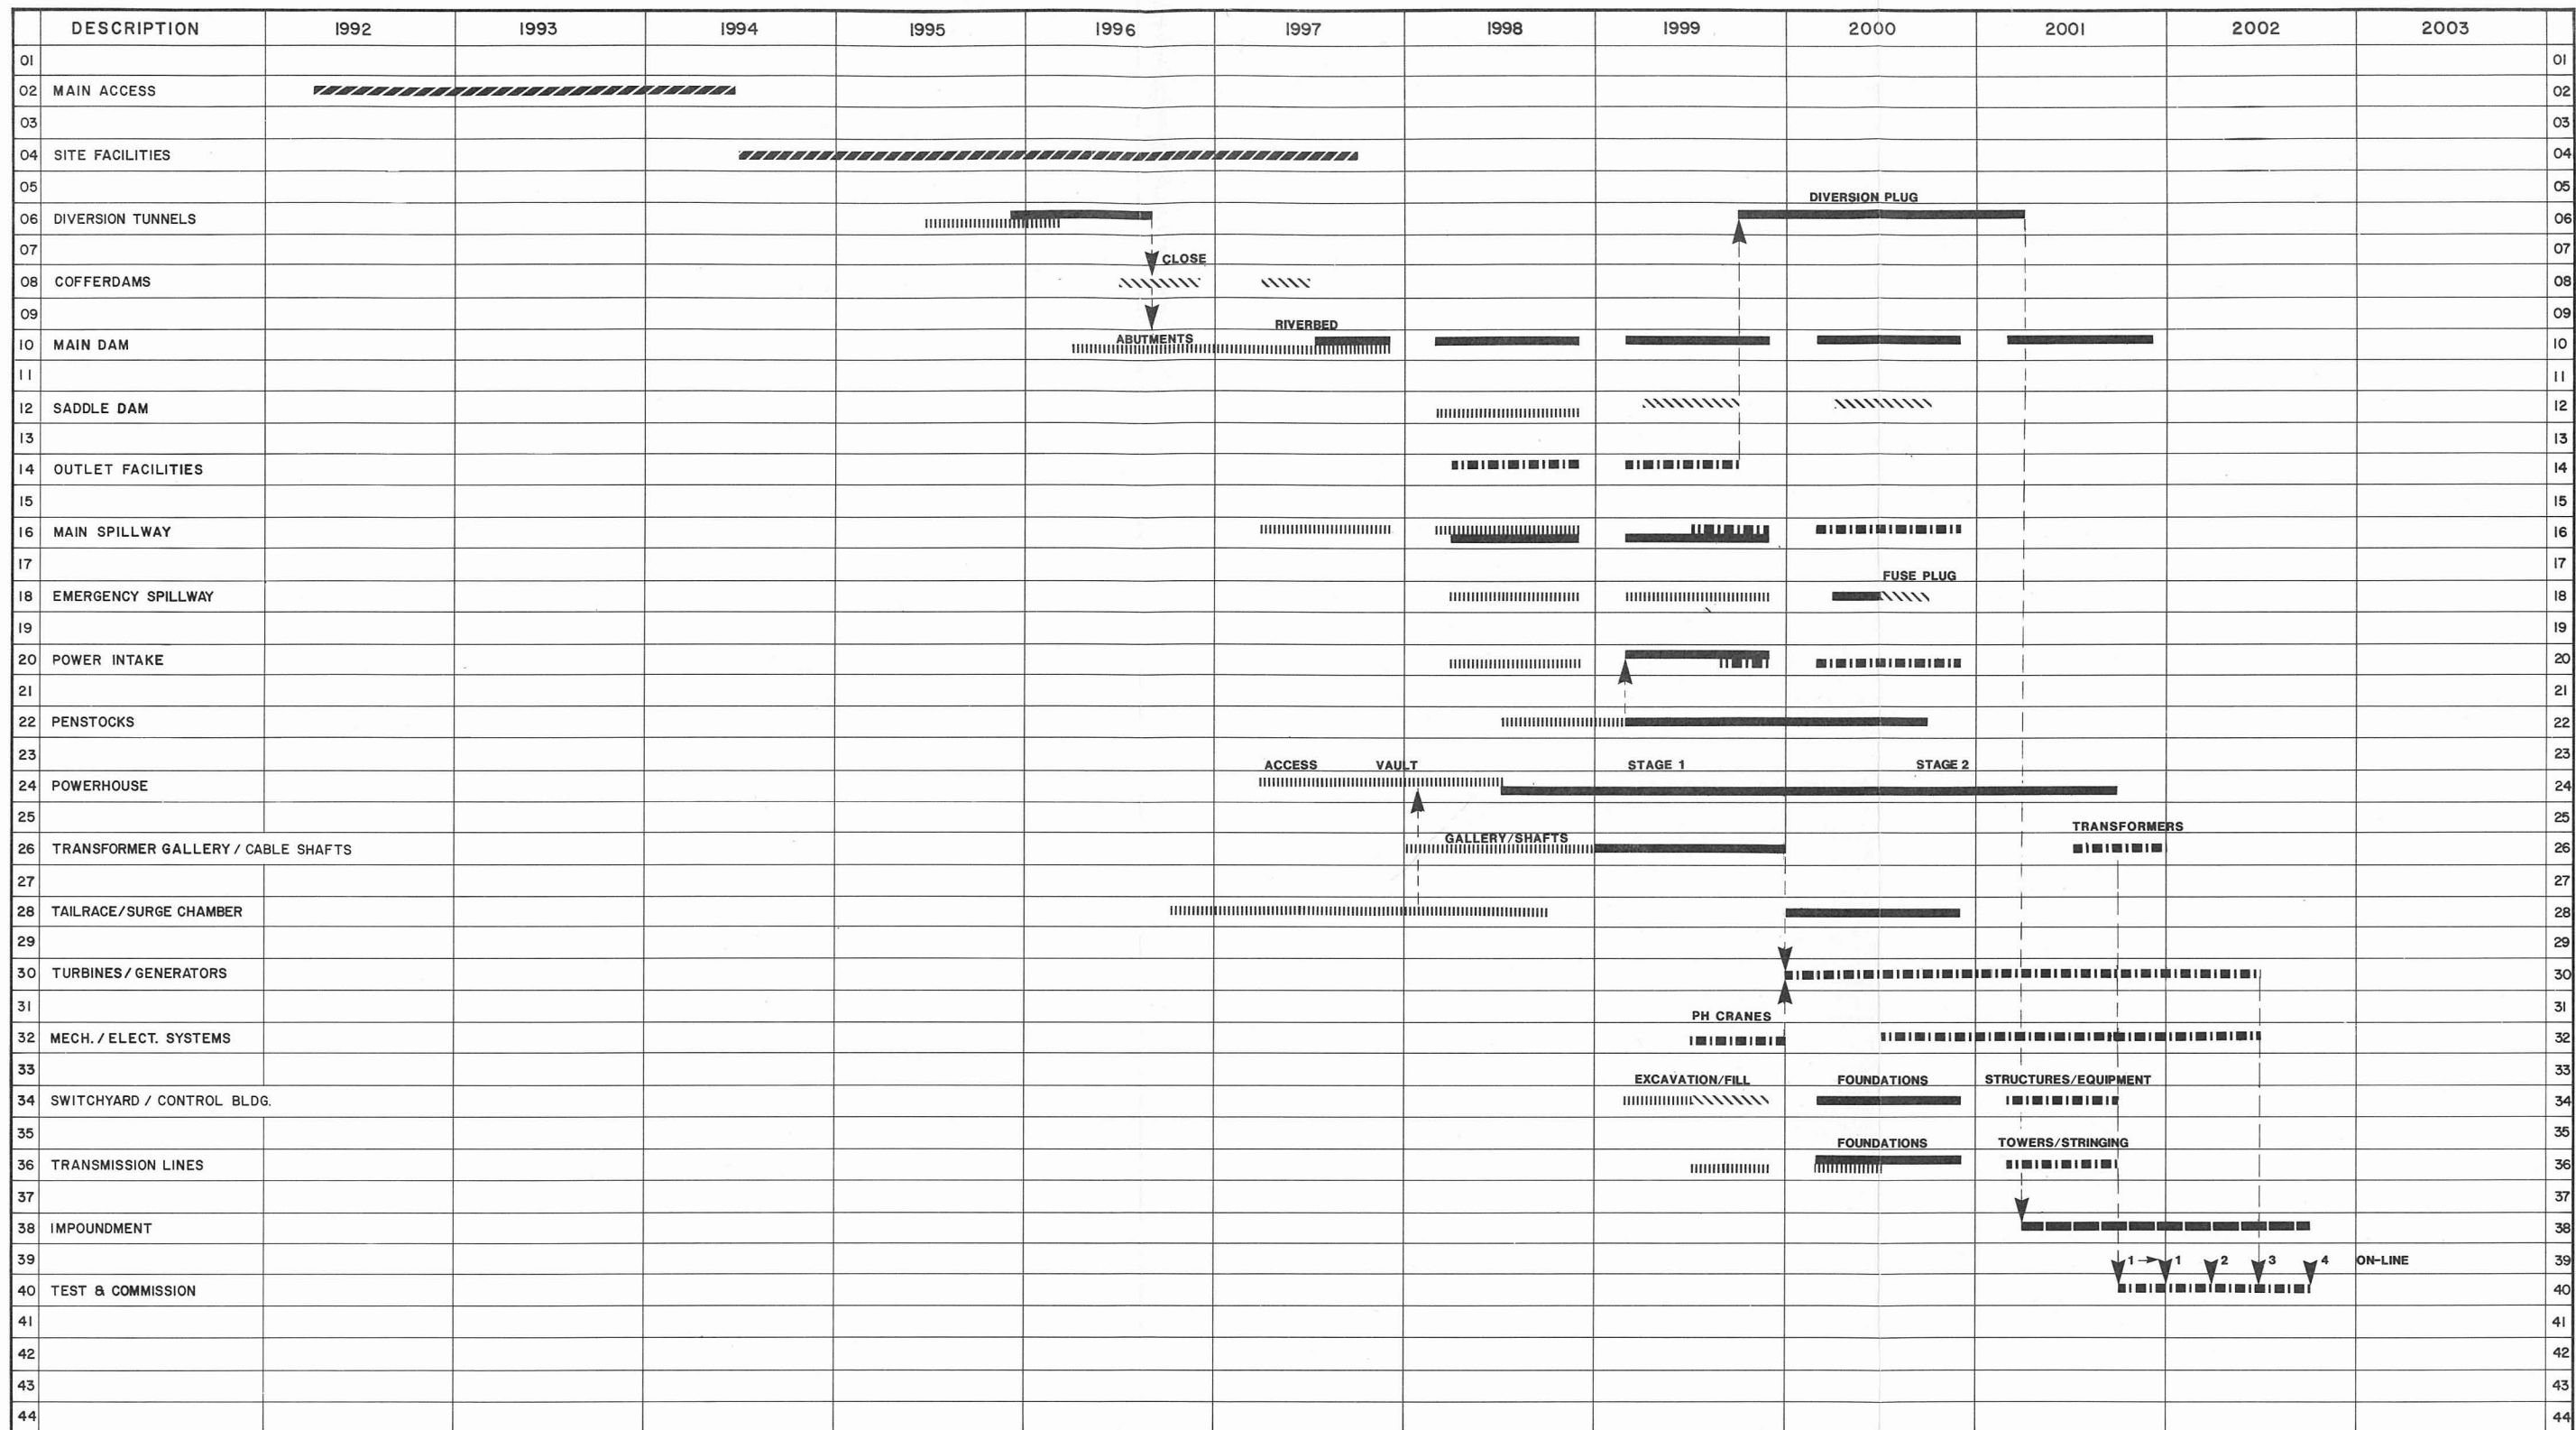 DESCRIPTION 1992 1993 1994 1995 1996 1997 1998 1999 2000 2001 2002 2003
01 01
02 MAIN ACCESS 02
03 03
04 SITE FACILITIES 04
05 05
DIVERSION PLUG
06 DIVERSION TUNNELS 06
07 07
CLOSE
08 COFFERDAMS 08
09 09
RIVERBED
10 MAIN DAM ABUTMENTS 10
11 11
12 SADDLE DAM 12
13 13
14 OUTLET FACILITIES 14
15 15
16 MAIN SPILLWAY 16
17 17
FUSE PLUG
18 EMERGENCY SPILLWAY 18
19 19
20 POWER INTAKE 20
21 21
22 PENSTOCKS 22
23 23
ACCESS VAULT STAGE 1 STAGE 2
24 POWERHOUSE 24
25 25
TRANSFORMERS
GALLERY/SHAFTS
26 TRANSFORMER GALLERY / CABLE SHAFTS 26
27 27
28 TAILRACE/SURGE CHAMBER 28
29 29
30 TURBINES/GENERATORS 30
31 31
PH CRANES
32 MECH. / ELECT. SYSTEMS 32
33 33
EXCAVATION/FILL FOUNDATIONS STRUCTURES/EQUIPMENT
34 SWITCHYARD / CONTROL BLDG. 34
35 35
FOUNDATIONS TOWERS/STRINGING
36 TRANSMISSION LINES 36
37 37
38 IMPOUNDMENT 38
39 1 → 1 2 3 4 ON-LINE 39
40 TEST & COMMISSION 40
41 41
42 42
43 43
44 44